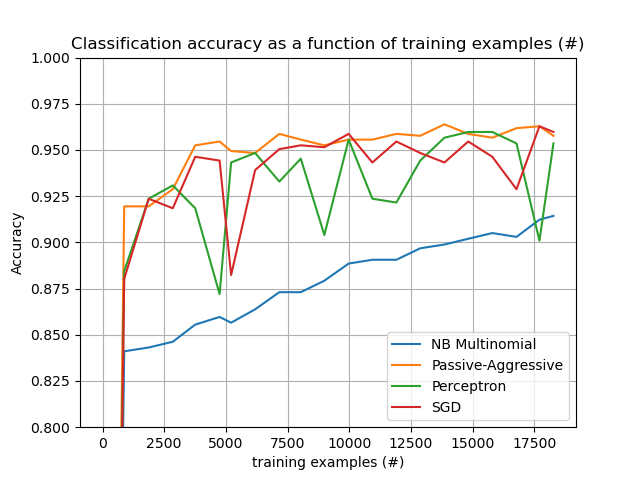 Classification accuracy as a function of training examples (#)
1.000
0.975
0.950
0.925
0.900
0.875
0.850
0.825
0.800
Accuracy
NB Multinomial
Passive-Aggressive
Perceptron
SGD
0 2500 5000 7500 10000 12500 15000 17500
training examples (#)